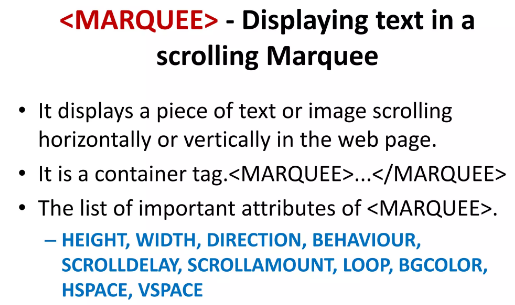 <MARQUEE> - Displaying text in a
scrolling Marquee
• It displays a piece of text or image scrolling
horizontally or vertically in the web page.
• It is a container tag.<MARQUEE>...</MARQUEE>
• The list of important attributes of <MARQUEE>.
– HEIGHT, WIDTH, DIRECTION, BEHAVIOUR,
SCROLLDELAY, SCROLLAMOUNT, LOOP, BGCOLOR,
HSPACE, VSPACE